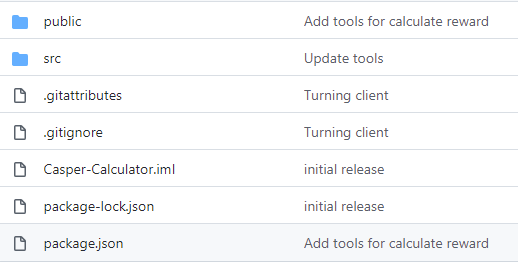 public Add tools for calculate reward
src Update tools
.gitattributes Turning client
.gitignore Turning client
Casper-Calculator.iml initial release
package-lock.json initial release
package.json Add tools for calculate reward